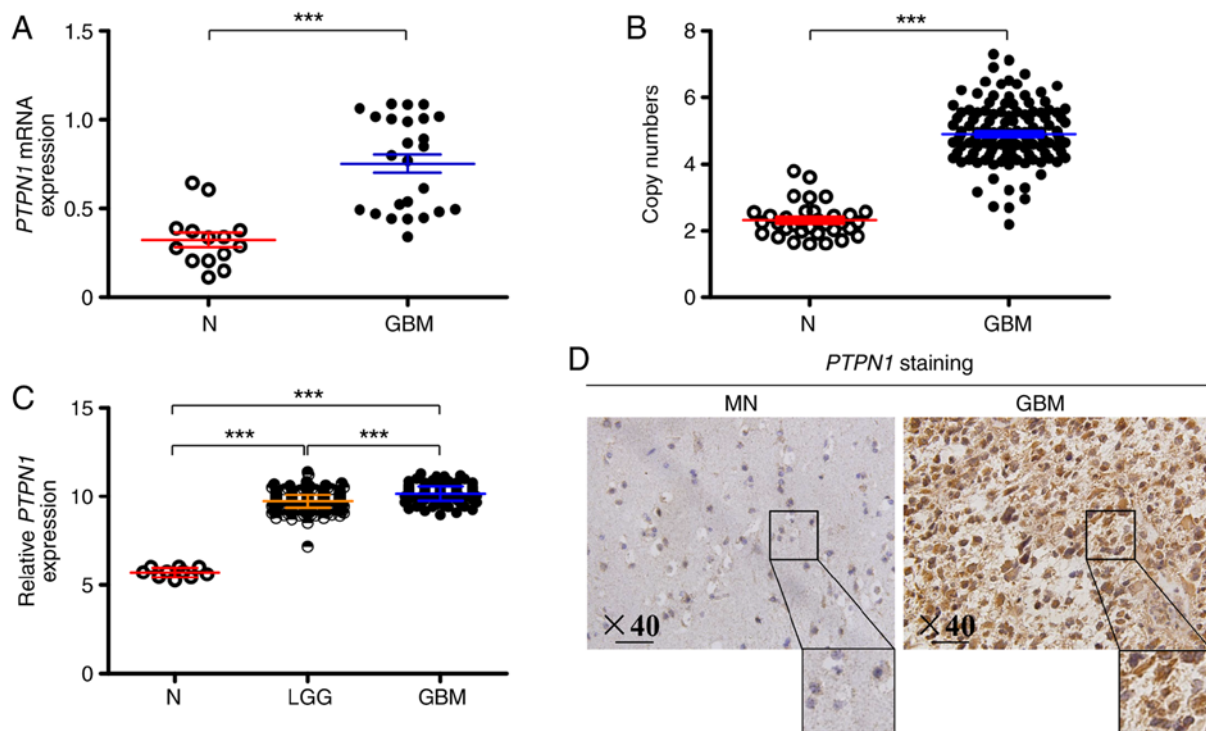 A
***
PTPN1 mRNA
expression
1.5
1.0
0.5
0
N
GBM
B
***
Copy numbers
8
6
4
2
0
N
GBM
C
***
***
***
Relative PTPN1
expression
15
10
5
0
N
LGG
GBM
D
PTPN1 staining
MN
GBM
×40
×40